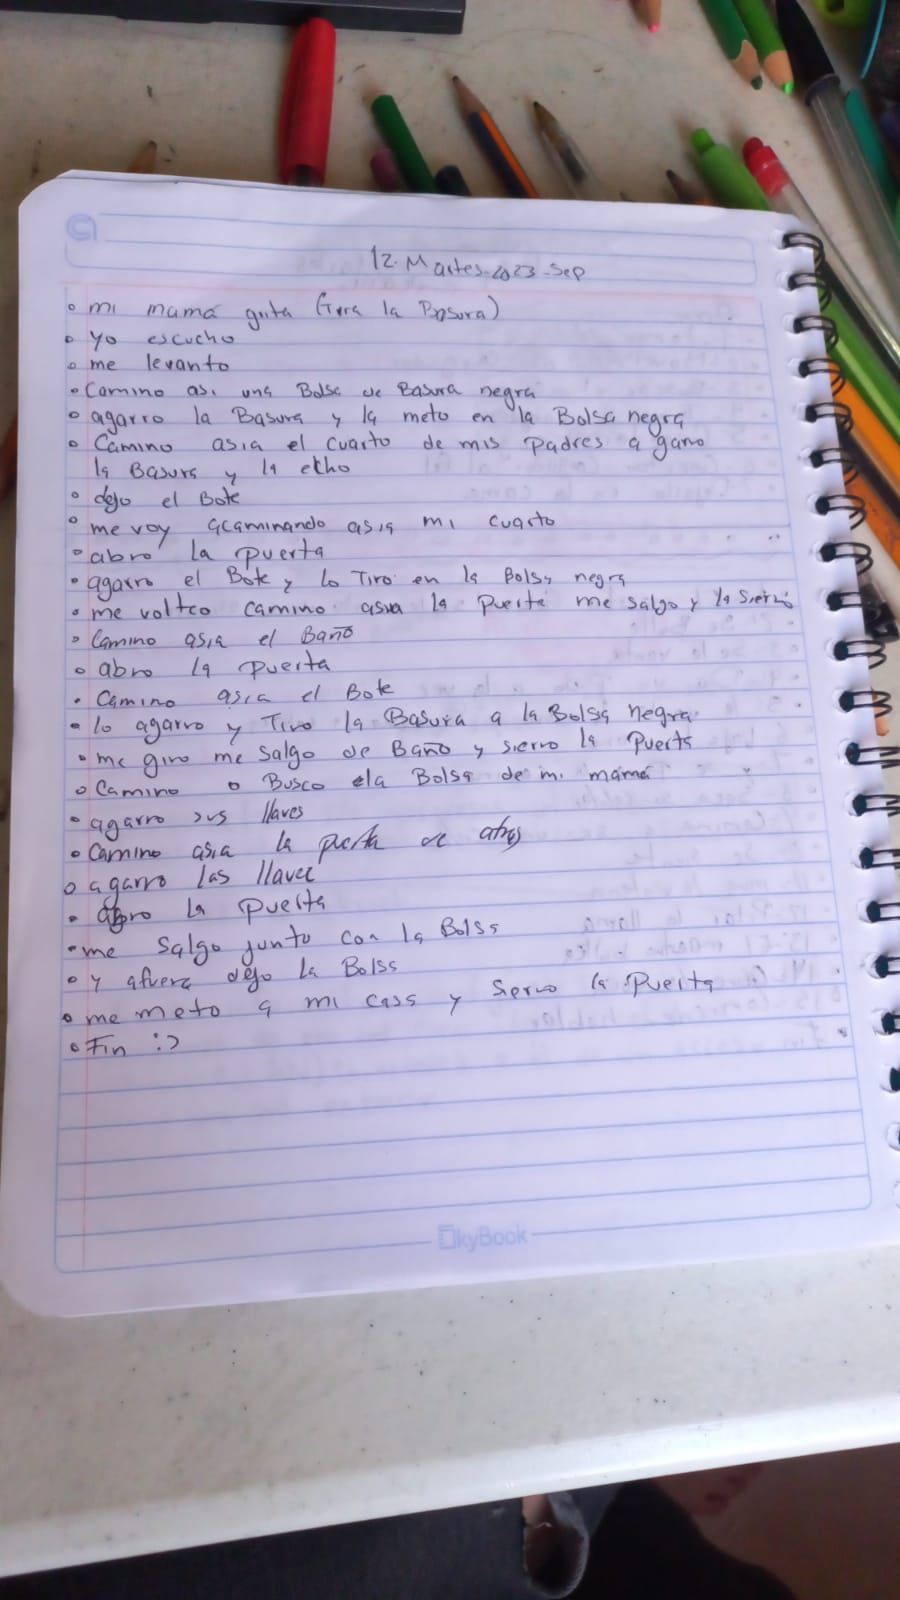 12. Martes-2023-Sep
• mi mamá grita (Tira la Basura)
• Yo escucho
• me levanto
• Camino asi una Bolsa de Basura negra
• agarro la Basura y la meto en la Bolsa negra
• Camino asia el cuarto de mis Padres a garro
la Basura y la echo
• dejo el Bote
• me voy acaminando asia mi cuarto
• abro la puerta
• agarro el Bote y lo Tiro en la Bolsa negra
• me volteo camino asia la puerta me salgo y la sierro
• Camino asia el Baño
• abro la puerta
• Camino asia el Bote
• lo agarro y Tiro la Basura a la Bolsa negra
• me giro me salgo de Baño y sierro la Puerta
• Camino o Busco ela Bolsa de mi mamá
• agarro sus llaves
• Camino asia la puerta de atras
• agarro las llaves
• abro la puerta
• me salgo junto con la Bolsa
• y afuera dejo la Bolsa
• me meto a mi casa y sierro la Puerta
• Fin :)
SkyBook